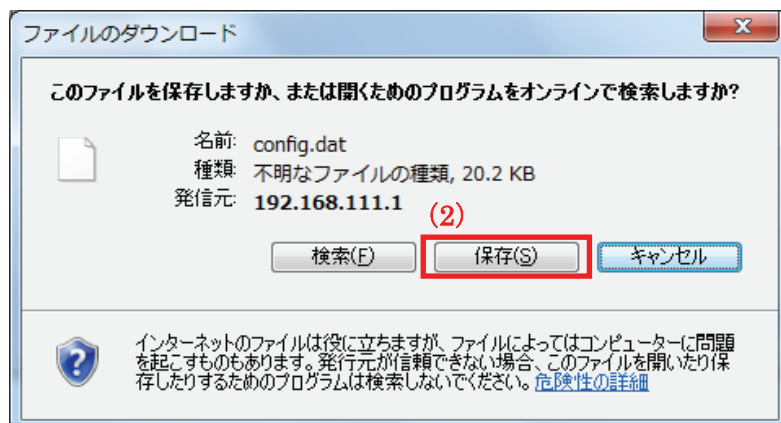 ファイルのダウンロード
このファイルを保存しますか、または開くためのプログラムをオンラインで検索しますか?
名前: config.dat
種類: 不明なファイルの種類, 20.2 KB
発信元: 192.168.111.1
(2)
検索(F) 保存(S) キャンセル
インターネットのファイルは役に立ちますが、ファイルによってはコンピューターに問題
を起こすものもあります。発行元が信頼できない場合、このファイルを開いたり保
存したりするためのプログラムは検索しないでください。危険性の詳細